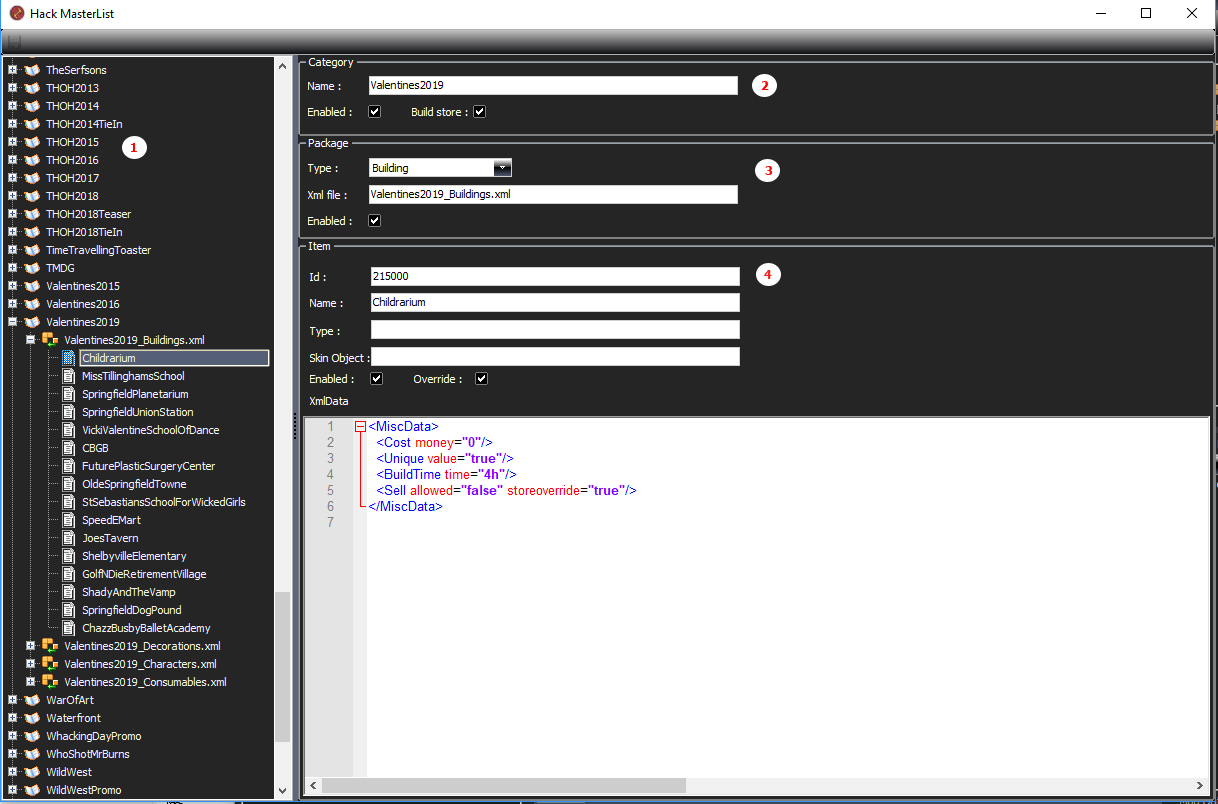 Hack MasterList
TheSerfsons
THOH2013
THOH2014
THOH2014TieIn
THOH2015
1
THOH2016
THOH2017
THOH2018
THOH2018Teaser
THOH2018TieIn
TimeTravellingToaster
TMDG
Valentines2015
Valentines2016
Valentines2019
Valentines2019_Buildings.xml
Childrarium
MissTillinghamsSchool
SpringfieldPlanetarium
SpringfieldUnionStation
VickiValentineSchoolOfDance
CBGB
FuturePlasticSurgeryCenter
OldeSpringfieldTowne
StSebastiansSchoolForWickedGirls
SpeedEMart
JoesTavern
ShelbyvilleElementary
GolfNDieRetirementVillage
ShadyAndTheVamp
SpringfieldDogPound
ChazzBusbyBalletAcademy
Valentines2019_Decorations.xml
Valentines2019_Characters.xml
Valentines2019_Consumables.xml
WarOfArt
Waterfront
WhackingDayPromo
WhoShotMrBurns
WildWest
WildWestPromo
Category
Name : Valentines2019 2
Enabled : Build store :
Package
Type : Building 3
Xml file : Valentines2019_Buildings.xml
Enabled :
Item
Id : 215000 4
Name : Childrarium
Type :
Skin Object :
Enabled : Override :
XmlData
1 <MiscData>
2 <Cost money="0"/>
3 <Unique value="true"/>
4 <BuildTime time="4h"/>
5 <Sell allowed="false" storeoverride="true"/>
6 </MiscData>
7